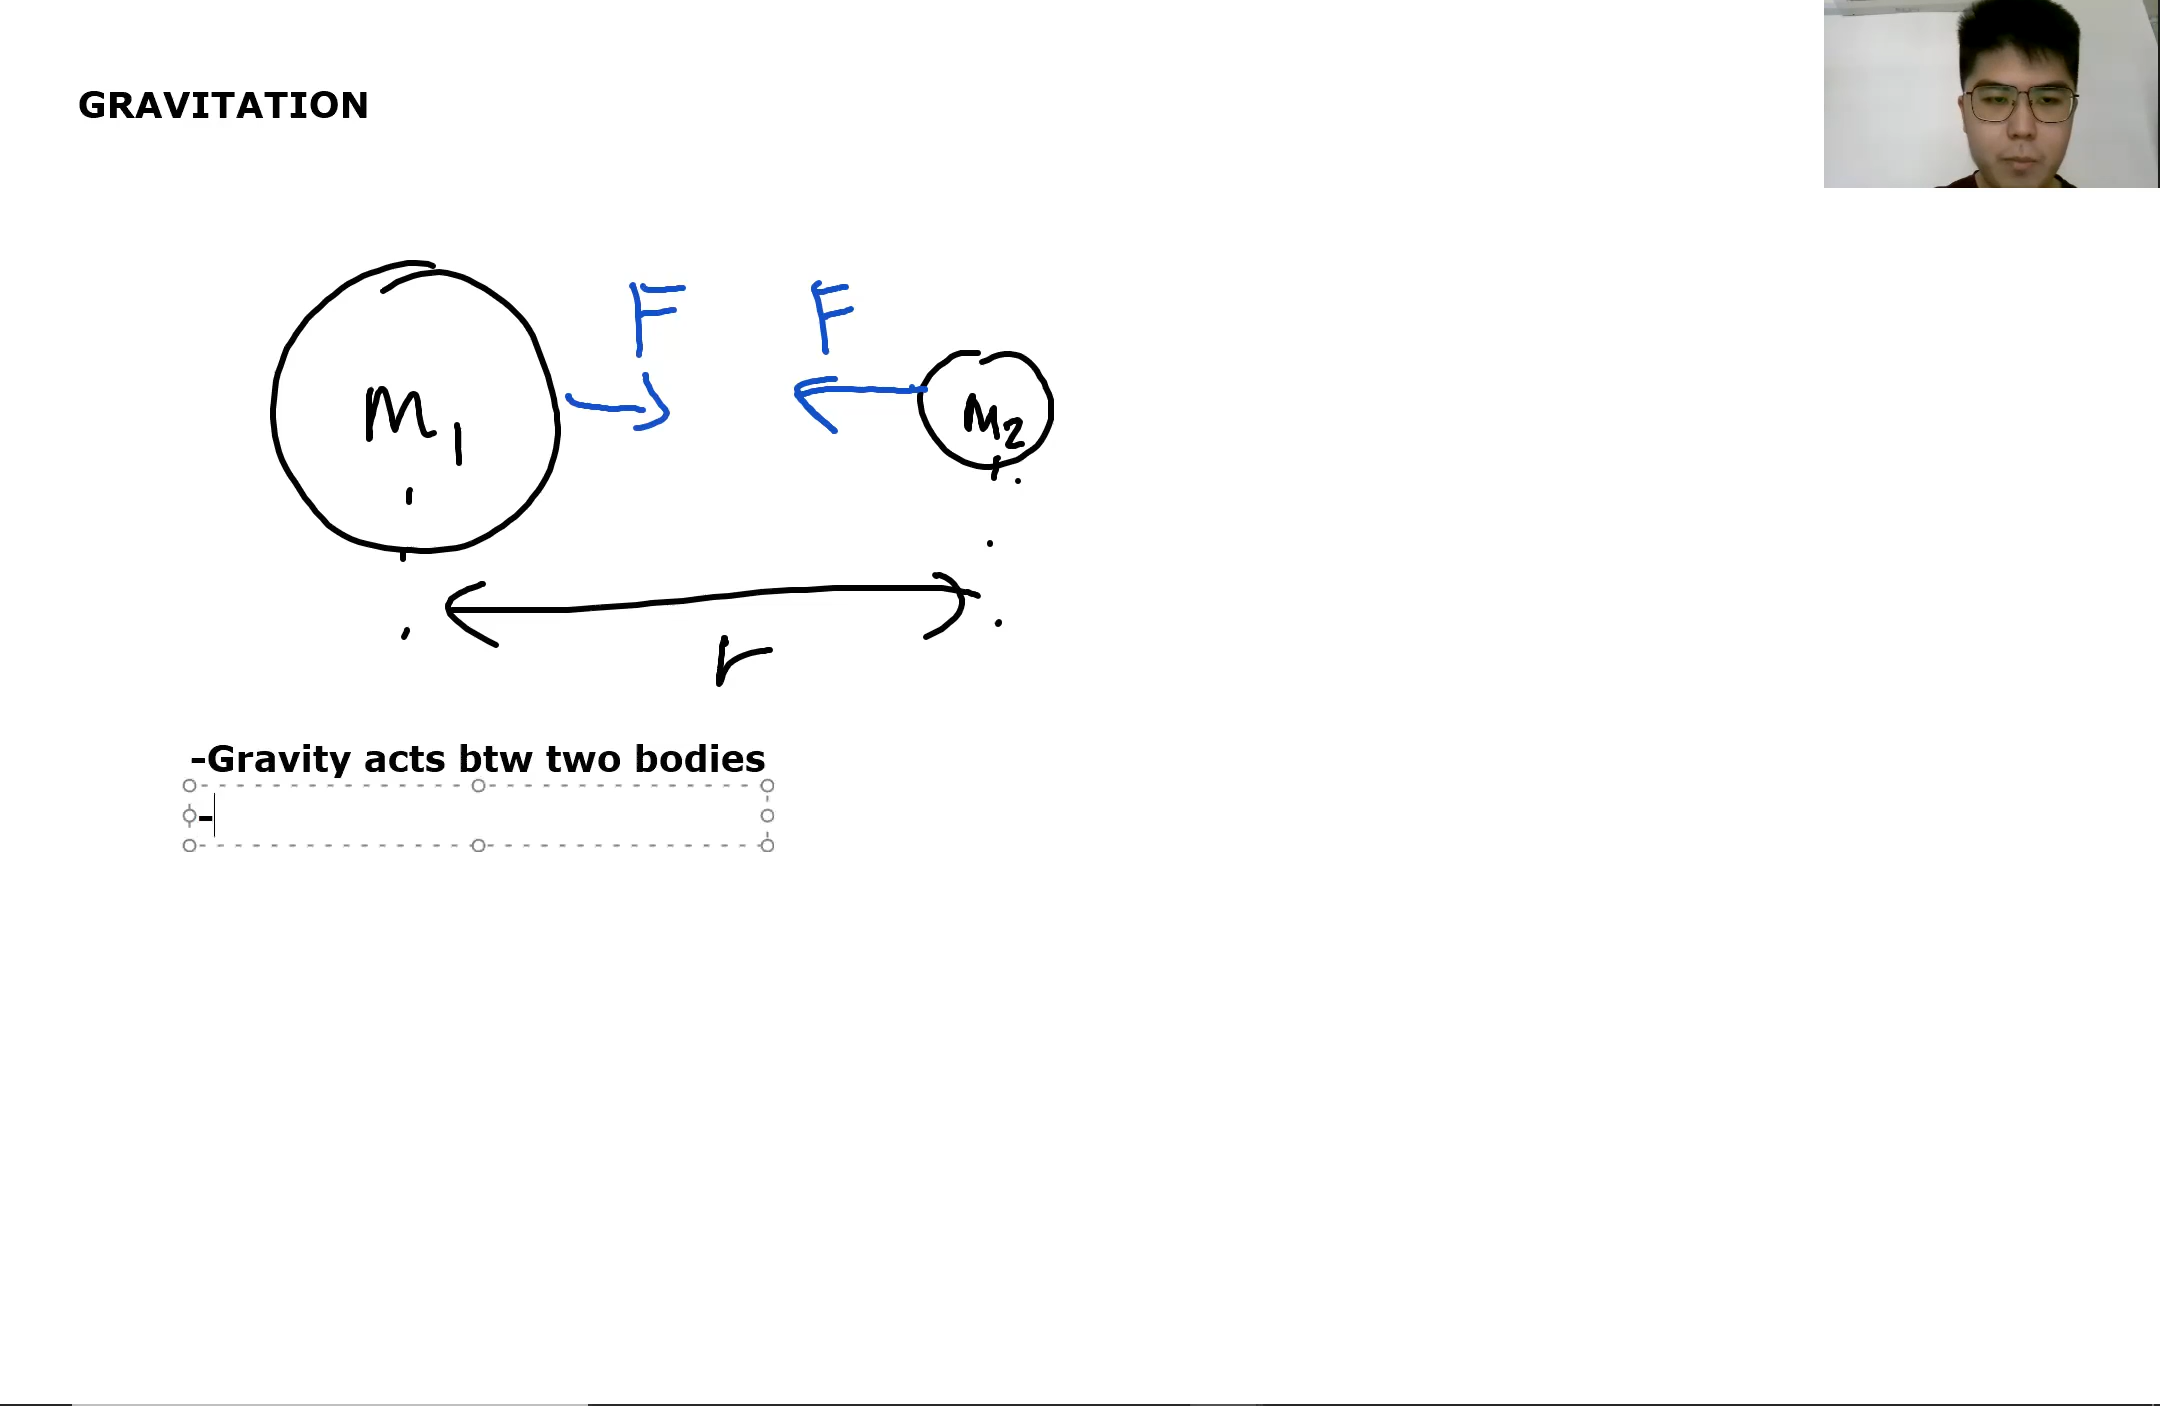 GRAVITATION
F F
M1 M2
r
-Gravity acts btw two bodies
-